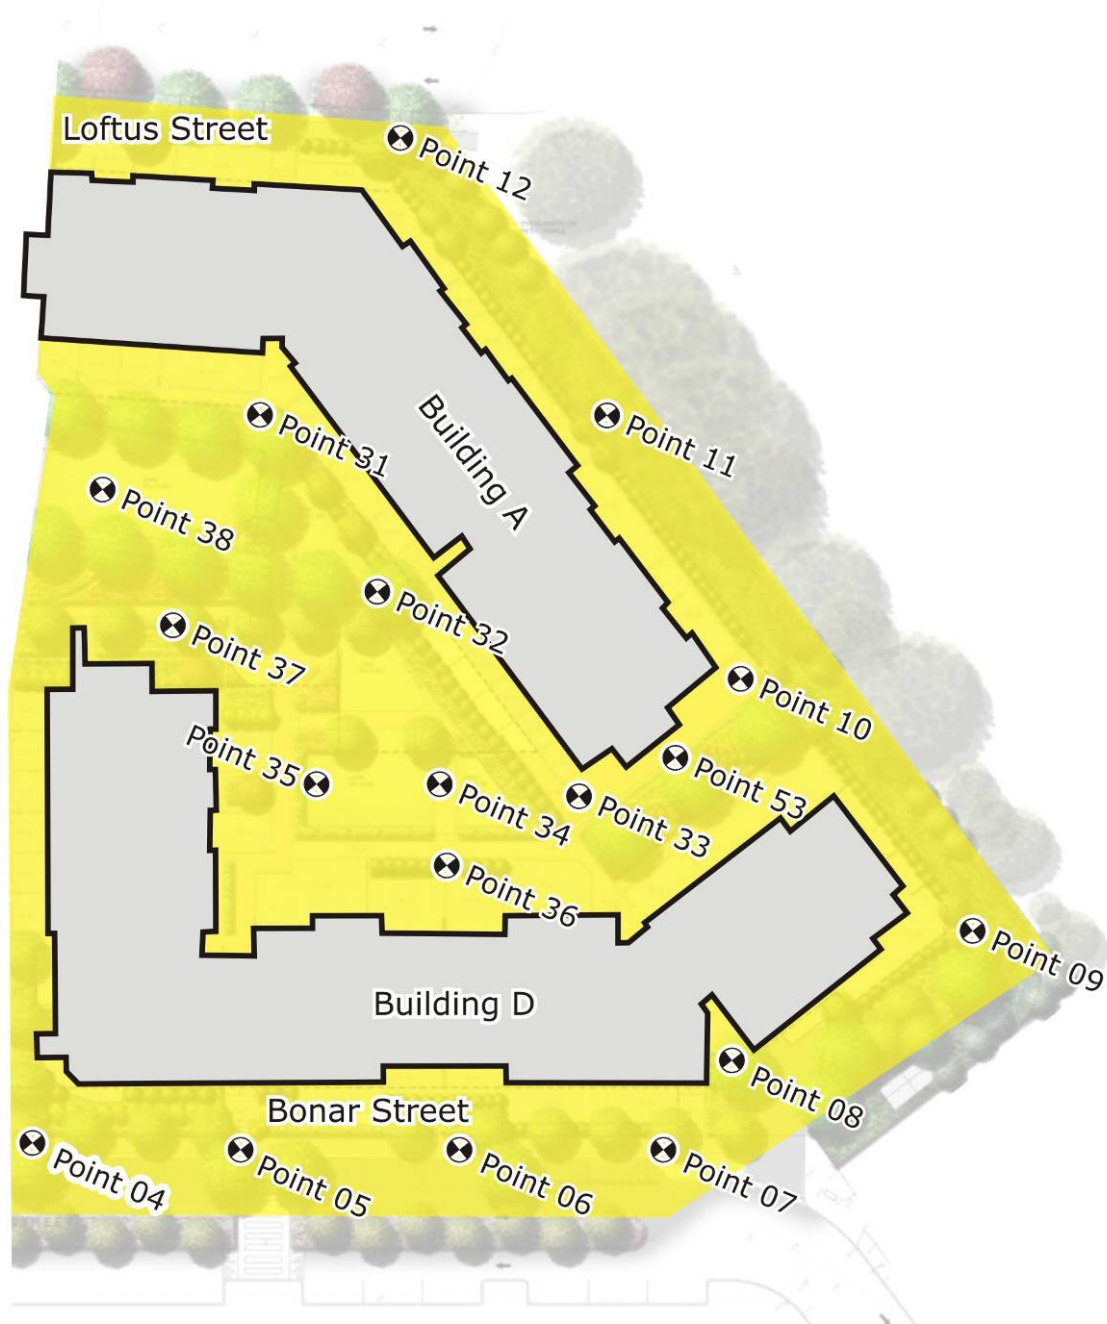 Loftus Street
Point 12
Building A
Point 11
Point 31
Point 38
Point 32
Point 37
Point 10
Point 35
Point 53
Point 34
Point 33
Point 36
Point 09
Building D
Point 08
Bonar Street
Point 04
Point 05
Point 06
Point 07